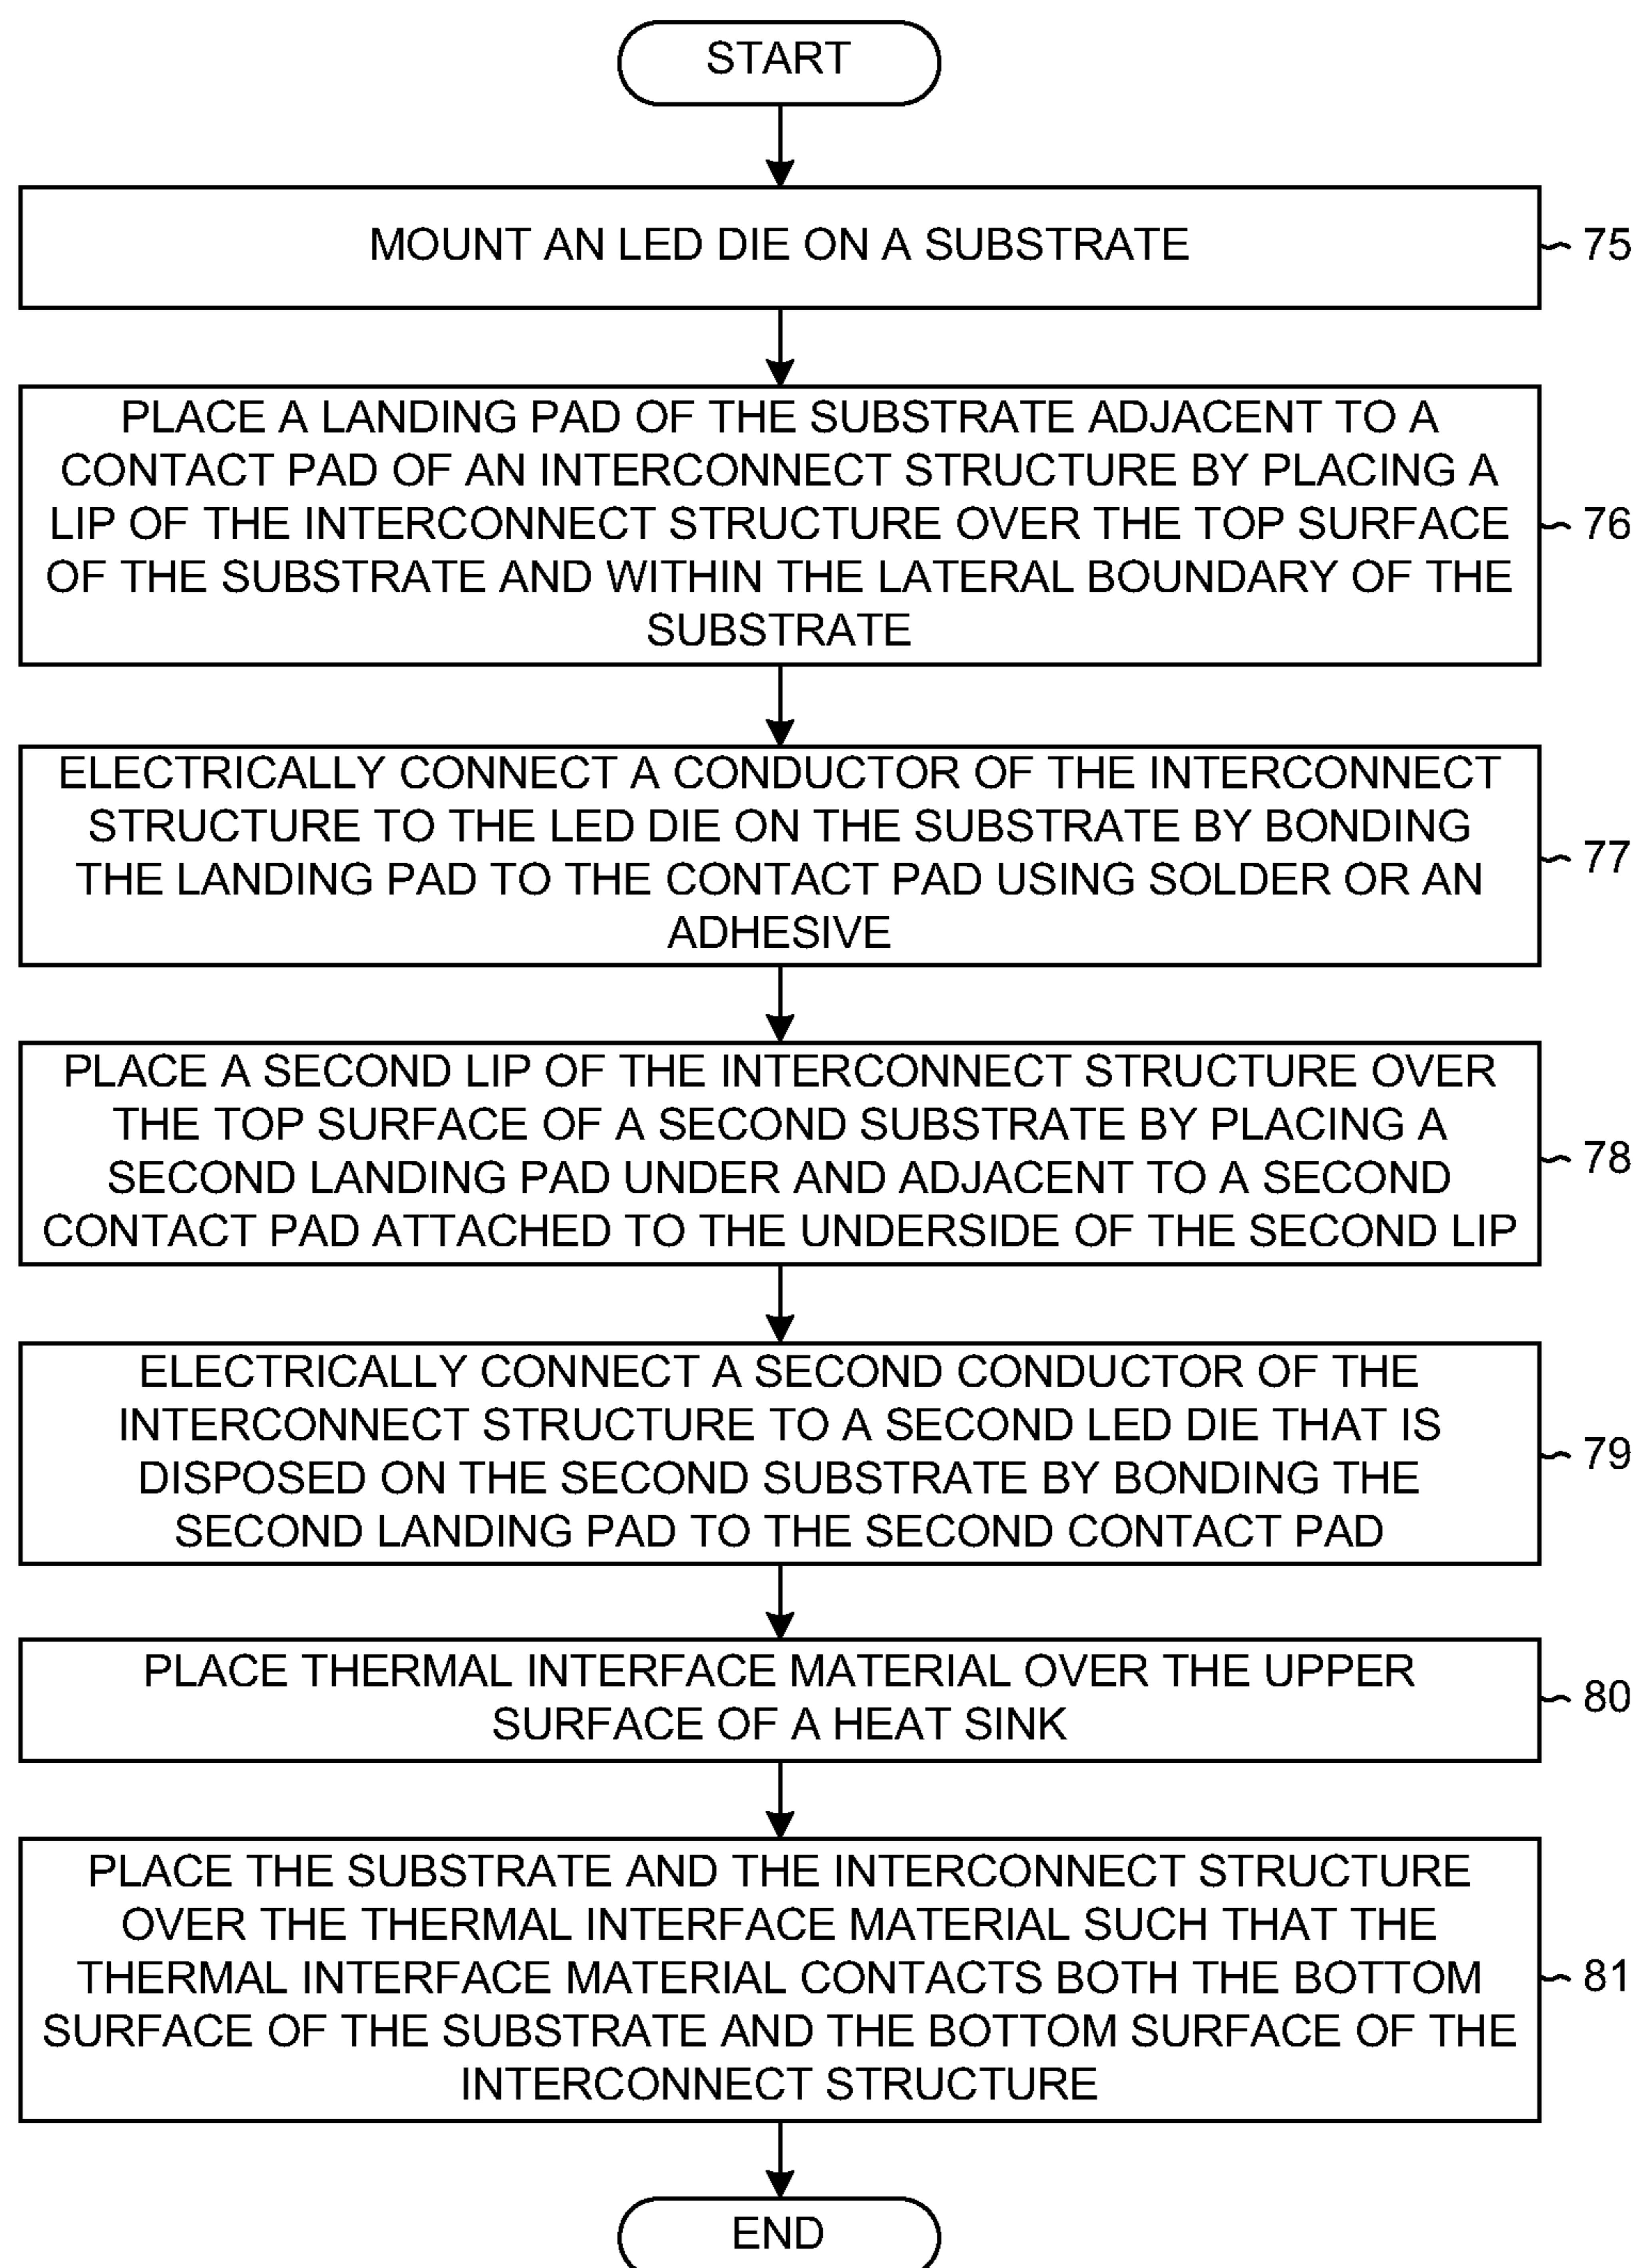 START
MOUNT AN LED DIE ON A SUBSTRATE
75
PLACE A LANDING PAD OF THE SUBSTRATE ADJACENT TO A
CONTACT PAD OF AN INTERCONNECT STRUCTURE BY PLACING A
LIP OF THE INTERCONNECT STRUCTURE OVER THE TOP SURFACE
OF THE SUBSTRATE AND WITHIN THE LATERAL BOUNDARY OF THE
SUBSTRATE
76
ELECTRICALLY CONNECT A CONDUCTOR OF THE INTERCONNECT
STRUCTURE TO THE LED DIE ON THE SUBSTRATE BY BONDING
THE LANDING PAD TO THE CONTACT PAD USING SOLDER OR AN
ADHESIVE
77
PLACE A SECOND LIP OF THE INTERCONNECT STRUCTURE OVER
THE TOP SURFACE OF A SECOND SUBSTRATE BY PLACING A
SECOND LANDING PAD UNDER AND ADJACENT TO A SECOND
CONTACT PAD ATTACHED TO THE UNDERSIDE OF THE SECOND LIP
78
ELECTRICALLY CONNECT A SECOND CONDUCTOR OF THE
INTERCONNECT STRUCTURE TO A SECOND LED DIE THAT IS
DISPOSED ON THE SECOND SUBSTRATE BY BONDING THE
SECOND LANDING PAD TO THE SECOND CONTACT PAD
79
PLACE THERMAL INTERFACE MATERIAL OVER THE UPPER
SURFACE OF A HEAT SINK
80
PLACE THE SUBSTRATE AND THE INTERCONNECT STRUCTURE
OVER THE THERMAL INTERFACE MATERIAL SUCH THAT THE
THERMAL INTERFACE MATERIAL CONTACTS BOTH THE BOTTOM
SURFACE OF THE SUBSTRATE AND THE BOTTOM SURFACE OF THE
INTERCONNECT STRUCTURE
81
END